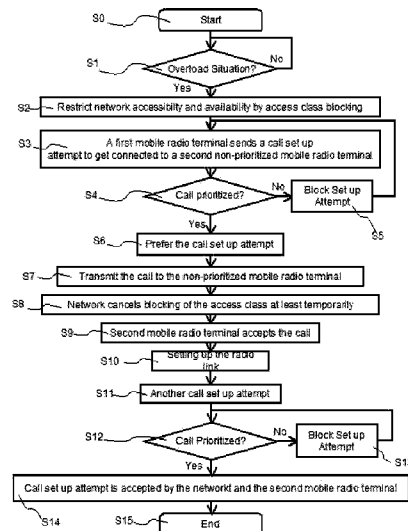 S0
Start
S1
Overload Situation?
No
Yes
S2
Restrict network accessibility and availability by access class blocking
S3
A first mobile radio terminal sends a call set up
attempt to get connected to a second non-prioritized mobile radio terminal
S4
Call prioritized?
No
Block Set up
Attempt
S5
Yes
S6
Prefer the call set up attempt
S7
Transmit the call to the non-prioritized mobile radio terminal
S8
Network cancels blocking of the access class at least temporarily
S9
Second mobile radio terminal accepts the call
S10
Setting up the radio
link
S11
Another call set up attempt
S12
Call Prioritized?
No
Block Set up
Attempt
Yes
Call set up attempt is accepted by the network and the second mobile radio terminal
S14
S15
End